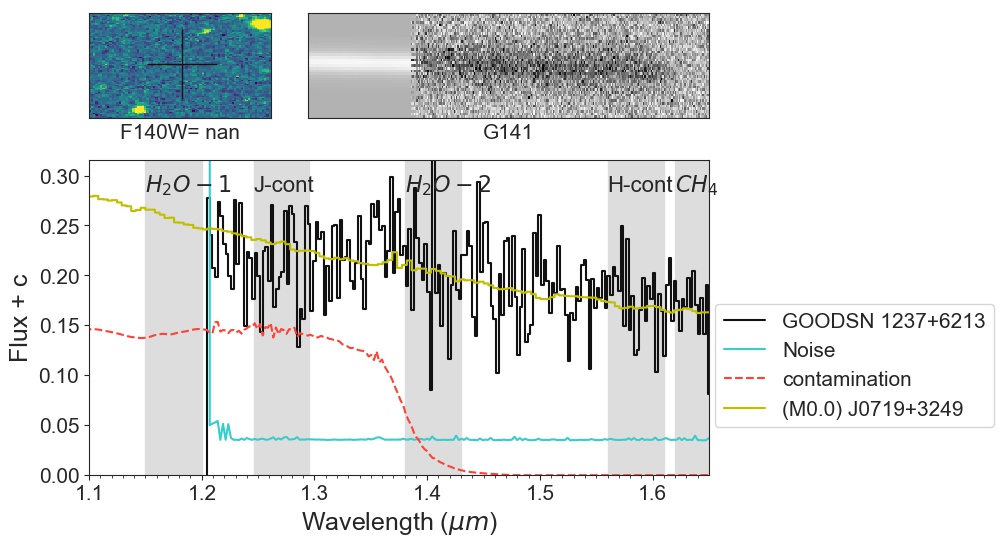 F140W= nan
G141
H₂O − 1
J-cont
H₂O − 2
H-cont
CH₄
0.30
0.25
0.20
0.15
0.10
0.05
0.00
Flux + c
1.1
1.2
1.3
1.4
1.5
1.6
Wavelength (μm)
GOODSN 1237+6213
Noise
contamination
(M0.0) J0719+3249